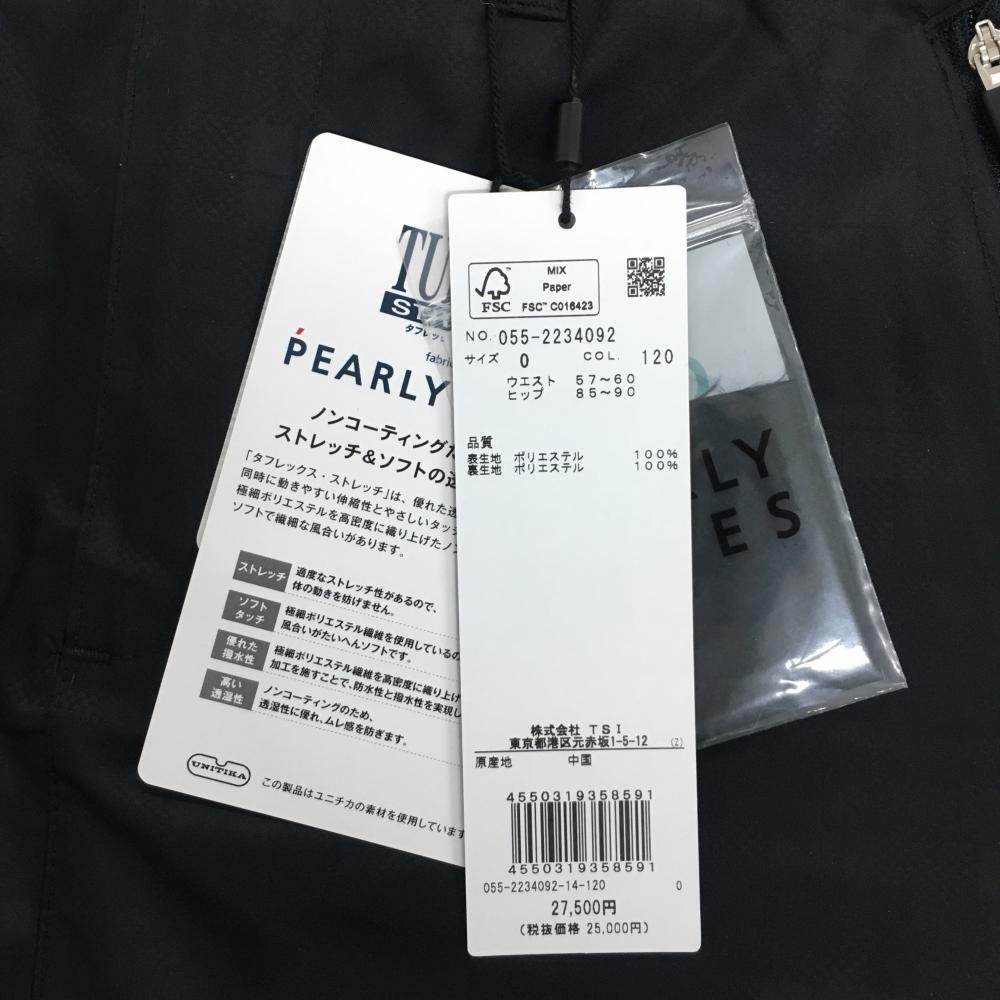 TU
ST
タフレッ
fabric
PEARLY
ノンコーティング
ストレッチ&ソフトの
「タフレックス・ストレッチ」は、優れた透
同時に動きやすい伸縮性とやさしいタッチ
極細ポリエステルを高密度に織り上げたノン
ソフトで繊細な風合いがあります。
ストレッチ
適度なストレッチ性があるので、
体の動きを妨げません。
ソフト
タッチ
極細ポリエステル繊維を使用しているの
風合いがたいへんソフトです。
優れた
撥水性
極細ポリエステル繊維を高密度に織り上げ
加工を施すことで、防水性と撥水性を実現し
高い
透湿性
ノンコーティングのため、
透湿性に優れ、ムレ感を防ぎます。
UNITIKA
この製品はユニチカの素材を使用しています
FSC™
MIX
Paper
FSC™ C016423
NO. 055-2234092
サイズ 0 COL. 120
ウエスト 57～60
ヒップ 85～90
品質
表生地 ポリエステル 100%
裏生地 ポリエステル 100%
株式会社 TSI
東京都港区元赤坂1-5-12 (Z)
原産地 中国
4550319358591
4550319358591
055-2234092-14-120 0
27,500円
(税抜価格 25,000円)
RLY
ES